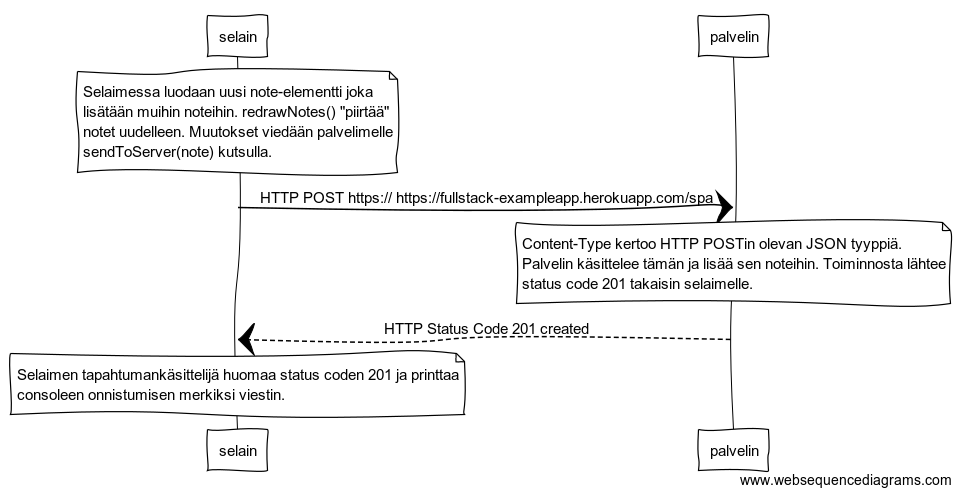 selain
palvelin
Selaimessa luodaan uusi note-elementti joka
lisätään muihin noteihin. redrawNotes() "piirtää"
notet uudelleen. Muutokset viedään palvelimelle
sendToServer(note) kutsulla.
HTTP POST https:// https://fullstack-exampleapp.herokuapp.com/spa
Content-Type kertoo HTTP POSTin olevan JSON tyyppiä.
Palvelin käsittelee tämän ja lisää sen noteihin. Toiminnosta lähtee
status code 201 takaisin selaimelle.
HTTP Status Code 201 created
Selaimen tapahtumankäsittelijä huomaa status coden 201 ja printtaa
consoleen onnistumisen merkiksi viestin.
selain
palvelin
www.websequencediagrams.com